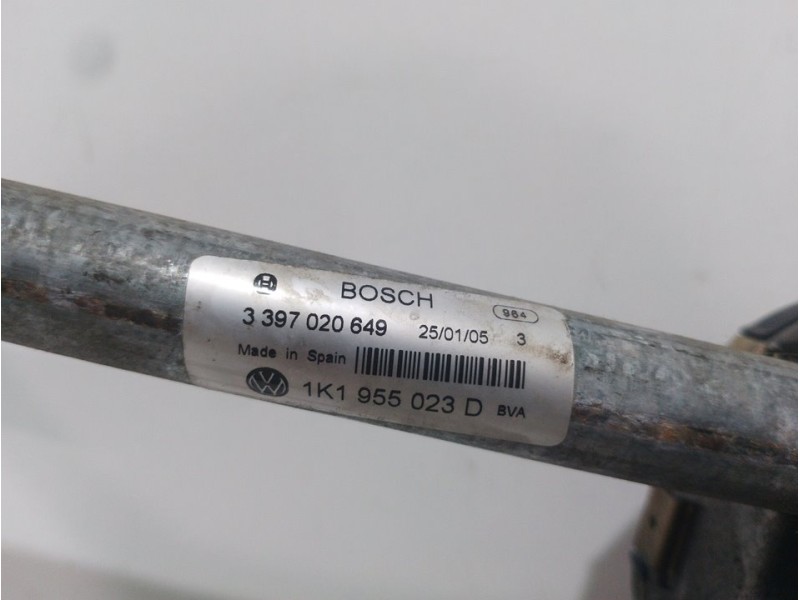 BOSCH 964
3 397 020 649 25/01/05 3
Made in Spain
1K1 955 023 D BVA